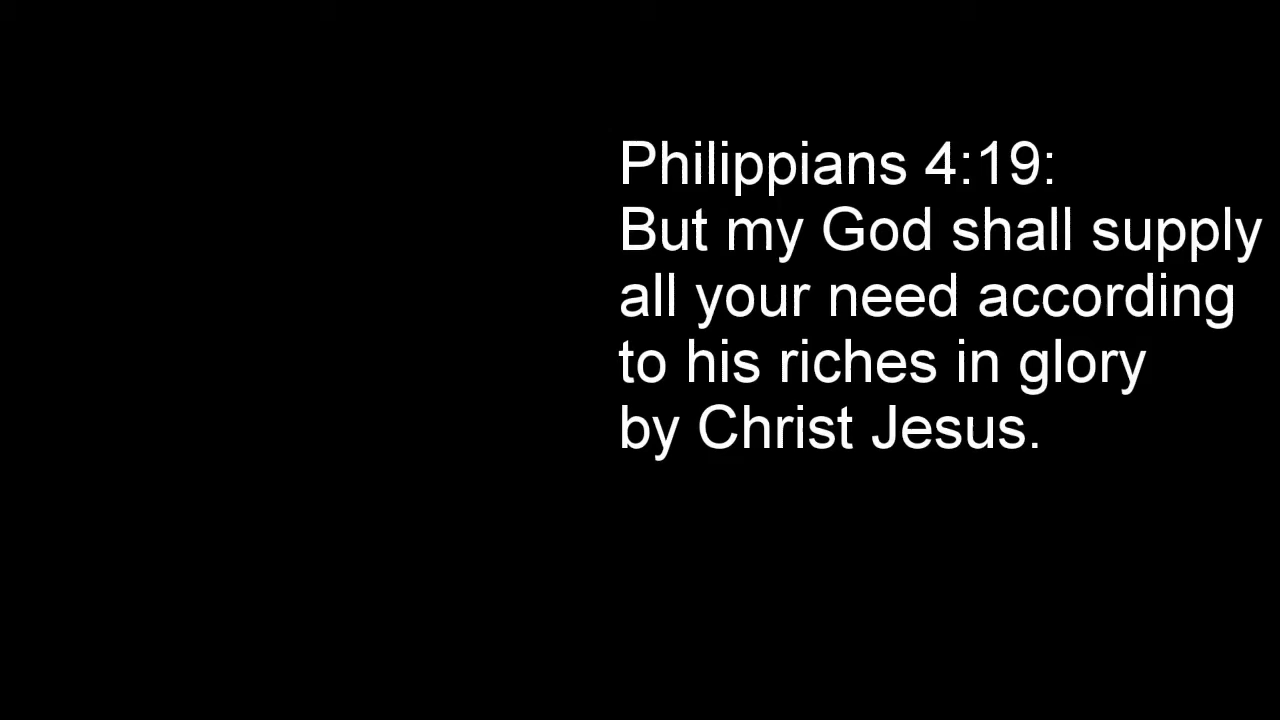 Philippians 4:19:
But my God shall supply
all your need according
to his riches in glory
by Christ Jesus.